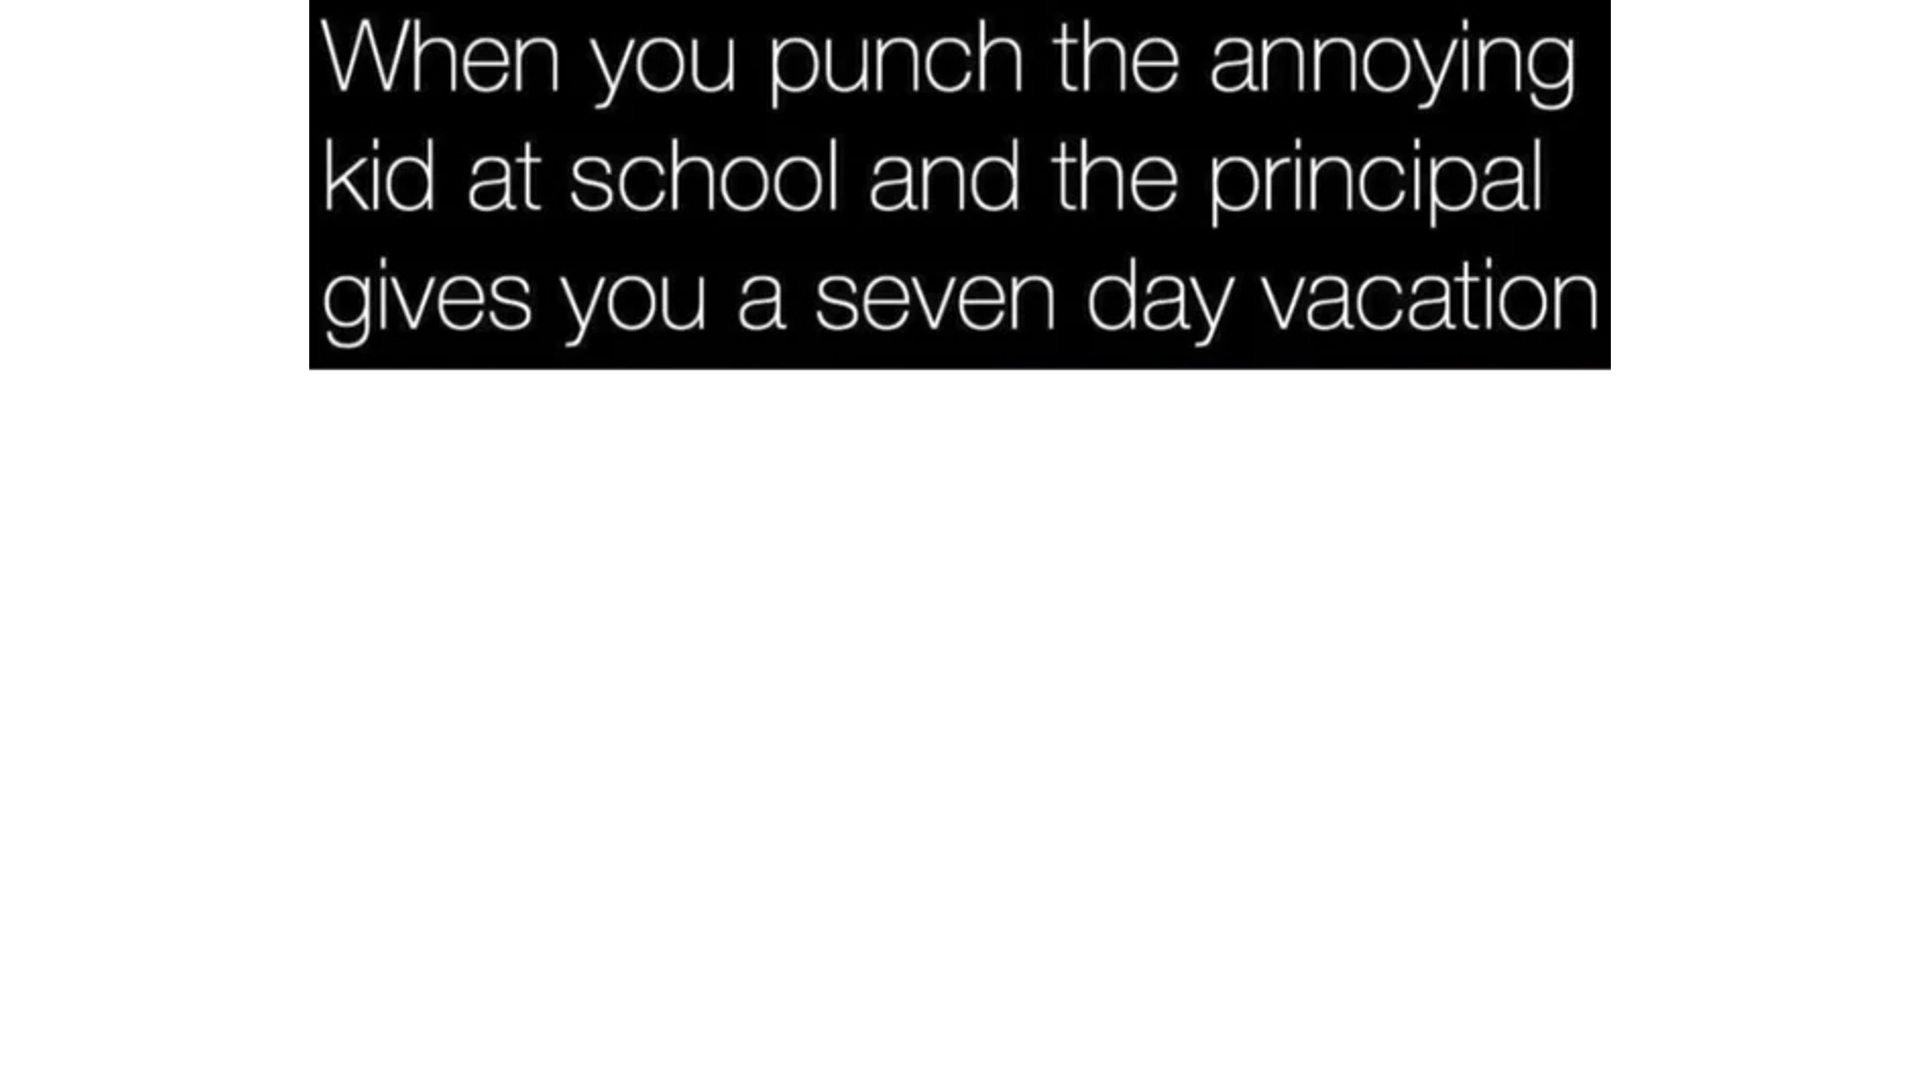 When you punch the annoying
kid at school and the principal
gives you a seven day vacation